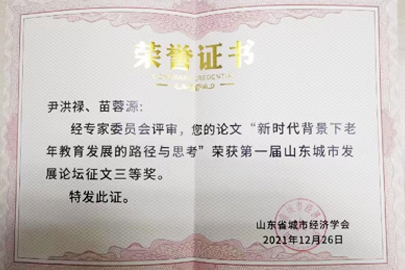 荣誉证书
尹洪禄、苗蓉源:
经专家委员会评审,您的论文“新时代背景下老
年教育发展的路径与思考”荣获第一届山东城市发
展论坛征文三等奖。
特发此证。
山东省城市经济学会
2021年12月26日